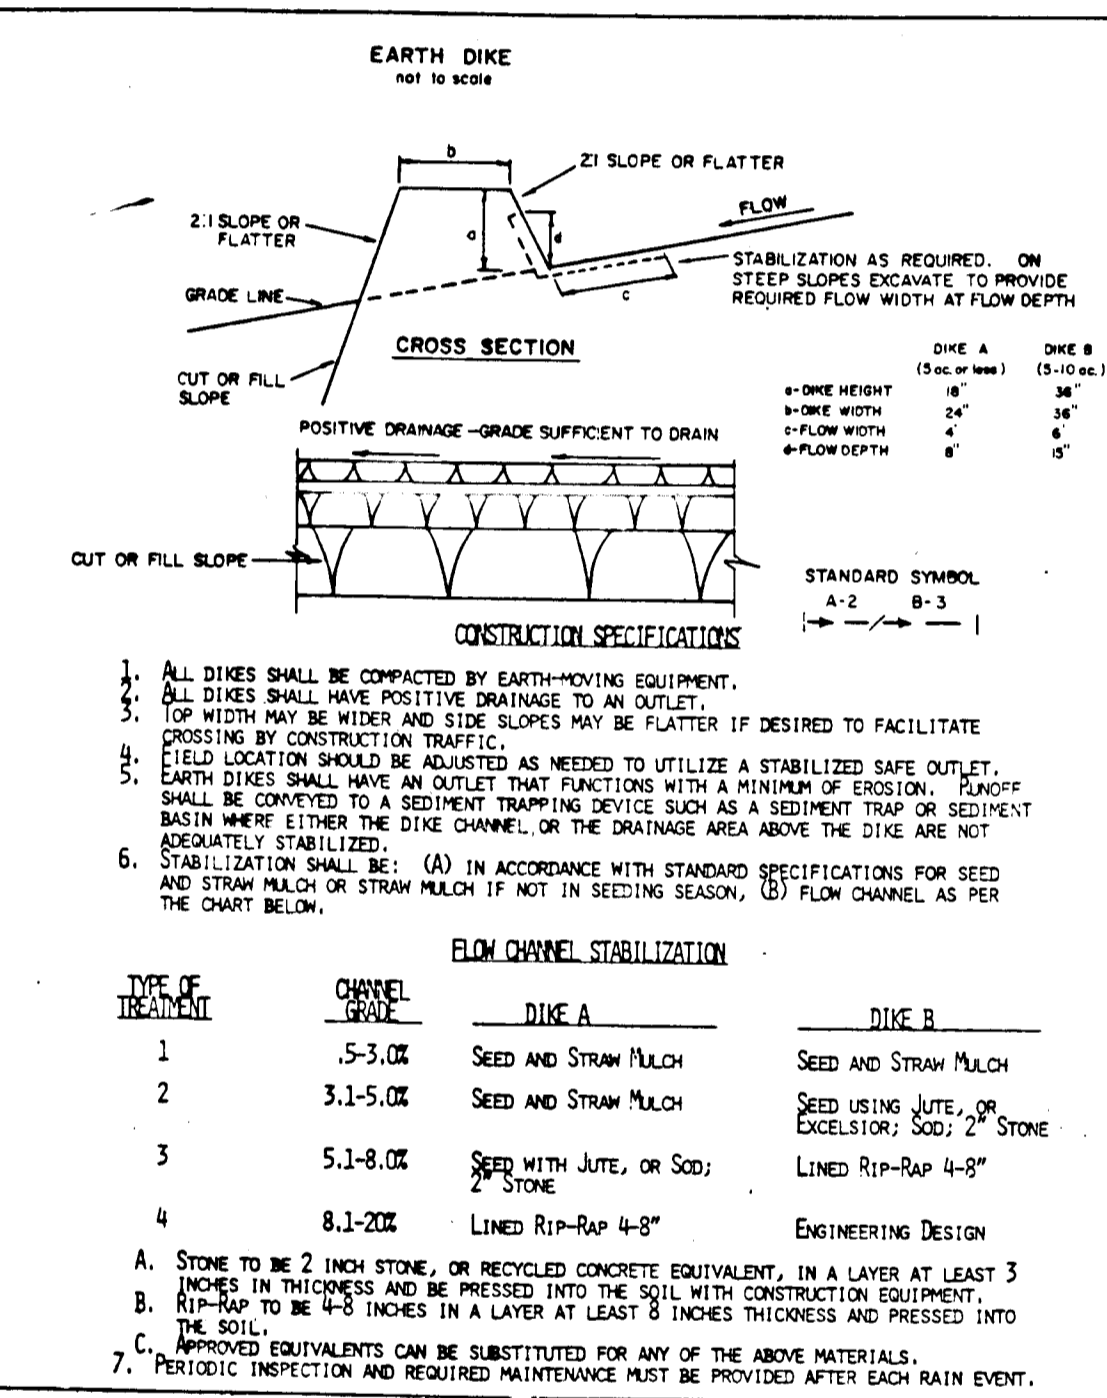 EARTH DIKE
not to scale
b
2:1 SLOPE OR FLATTER
FLOW
2:1 SLOPE OR
FLATTER
a
d
STABILIZATION AS REQUIRED. ON
STEEP SLOPES EXCAVATE TO PROVIDE
REQUIRED FLOW WIDTH AT FLOW DEPTH
GRADE LINE
c
CROSS SECTION
CUT OR FILL
SLOPE
DIKE A DIKE B
(5 ac. or less) (5-10 ac.)
a-DIKE HEIGHT 18" 36"
b-DIKE WIDTH 24" 36"
c-FLOW WIDTH 4' 6'
d-FLOW DEPTH 8" 15"
POSITIVE DRAINAGE-GRADE SUFFICIENT TO DRAIN
CUT OR FILL SLOPE
STANDARD SYMBOL
A-2 B-3
CONSTRUCTION SPECIFICATIONS
1. ALL DIKES SHALL BE COMPACTED BY EARTH-MOVING EQUIPMENT.
2. ALL DIKES SHALL HAVE POSITIVE DRAINAGE TO AN OUTLET.
3. TOP WIDTH MAY BE WIDER AND SIDE SLOPES MAY BE FLATTER IF DESIRED TO FACILITATE
CROSSING BY CONSTRUCTION TRAFFIC.
4. FIELD LOCATION SHOULD BE ADJUSTED AS NEEDED TO UTILIZE A STABILIZED SAFE OUTLET.
5. EARTH DIKES SHALL HAVE AN OUTLET THAT FUNCTIONS WITH A MINIMUM OF EROSION. RUNOFF
SHALL BE CONVEYED TO A SEDIMENT TRAPPING DEVICE SUCH AS A SEDIMENT TRAP OR SEDIMENT
BASIN WHERE EITHER THE DIKE CHANNEL OR THE DRAINAGE AREA ABOVE THE DIKE ARE NOT
ADEQUATELY STABILIZED.
6. STABILIZATION SHALL BE: (A) IN ACCORDANCE WITH STANDARD SPECIFICATIONS FOR SEED
AND STRAW MULCH OR STRAW MULCH IF NOT IN SEEDING SEASON, (B) FLOW CHANNEL AS PER
THE CHART BELOW.
FLOW CHANNEL STABILIZATION
TYPE OF
TREATMENT
CHANNEL
GRADE
DIKE A
DIKE B
1 .5-3.0% SEED AND STRAW MULCH SEED AND STRAW MULCH
2 3.1-5.0% SEED AND STRAW MULCH SEED USING JUTE, OR
EXCELSIOR; SOD; 2" STONE
3 5.1-8.0% SEED WITH JUTE, OR SOD; LINED RIP-RAP 4-8"
2" STONE
4 8.1-20% LINED RIP-RAP 4-8" ENGINEERING DESIGN
A. STONE TO BE 2 INCH STONE, OR RECYCLED CONCRETE EQUIVALENT, IN A LAYER AT LEAST 3
INCHES IN THICKNESS AND BE PRESSED INTO THE SOIL WITH CONSTRUCTION EQUIPMENT.
B. RIP-RAP TO BE 4-8 INCHES IN A LAYER AT LEAST 8 INCHES THICKNESS AND PRESSED INTO
THE SOIL.
C. APPROVED EQUIVALENTS CAN BE SUBSTITUTED FOR ANY OF THE ABOVE MATERIALS.
7. PERIODIC INSPECTION AND REQUIRED MAINTENANCE MUST BE PROVIDED AFTER EACH RAIN EVENT.